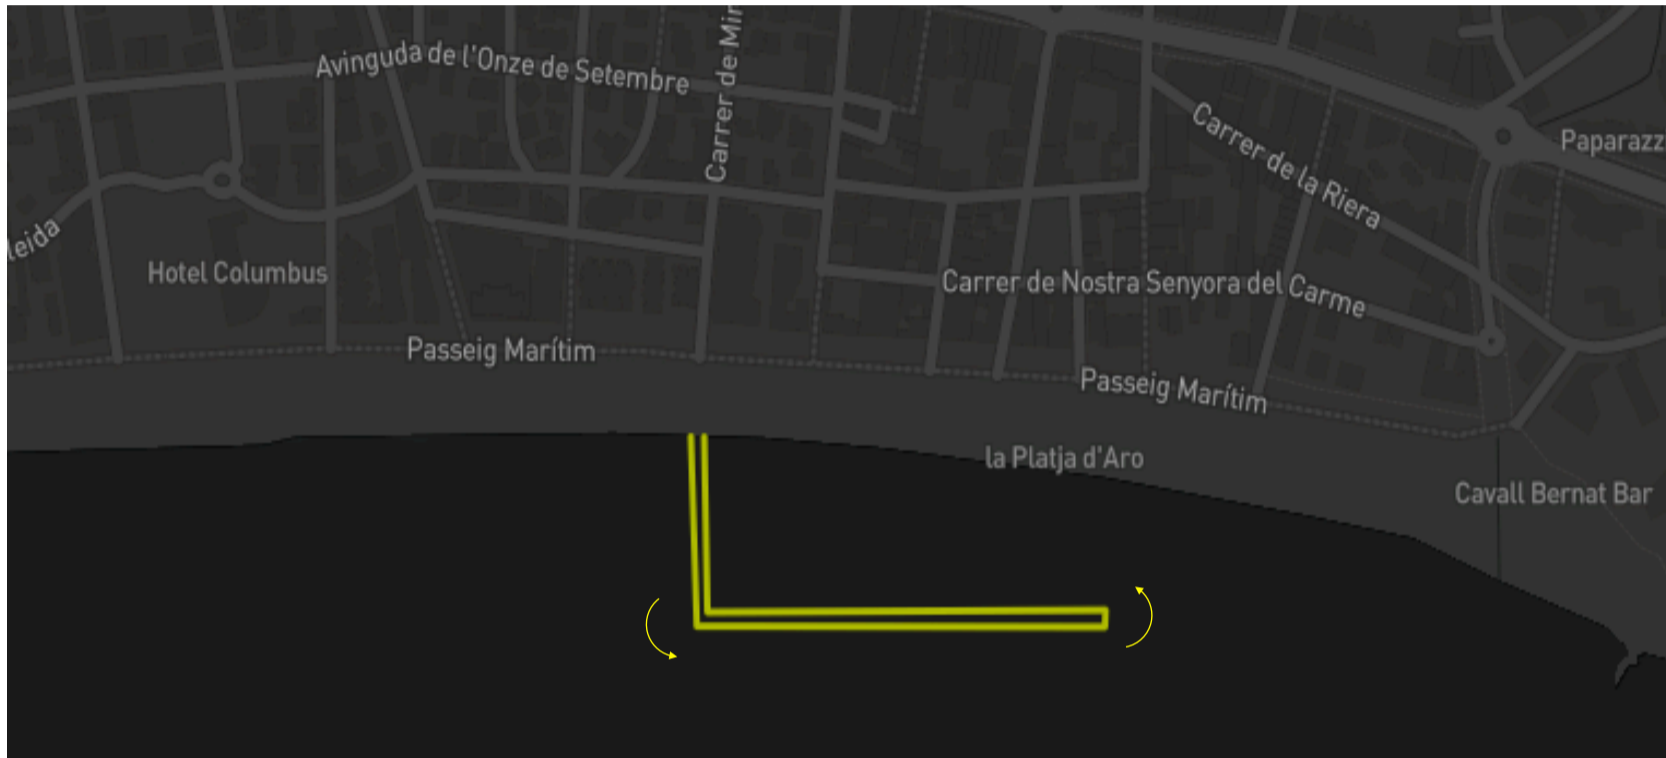 Avinguda de l'Onze de Setembre
Carrer de Mir
Carrer de la Riera
Paparazz
leida
Hotel Columbus
Carrer de Nostra Senyora del Carme
Passeig Marítim
Passeig Marítim
la Platja d'Aro
Cavall Bernat Bar